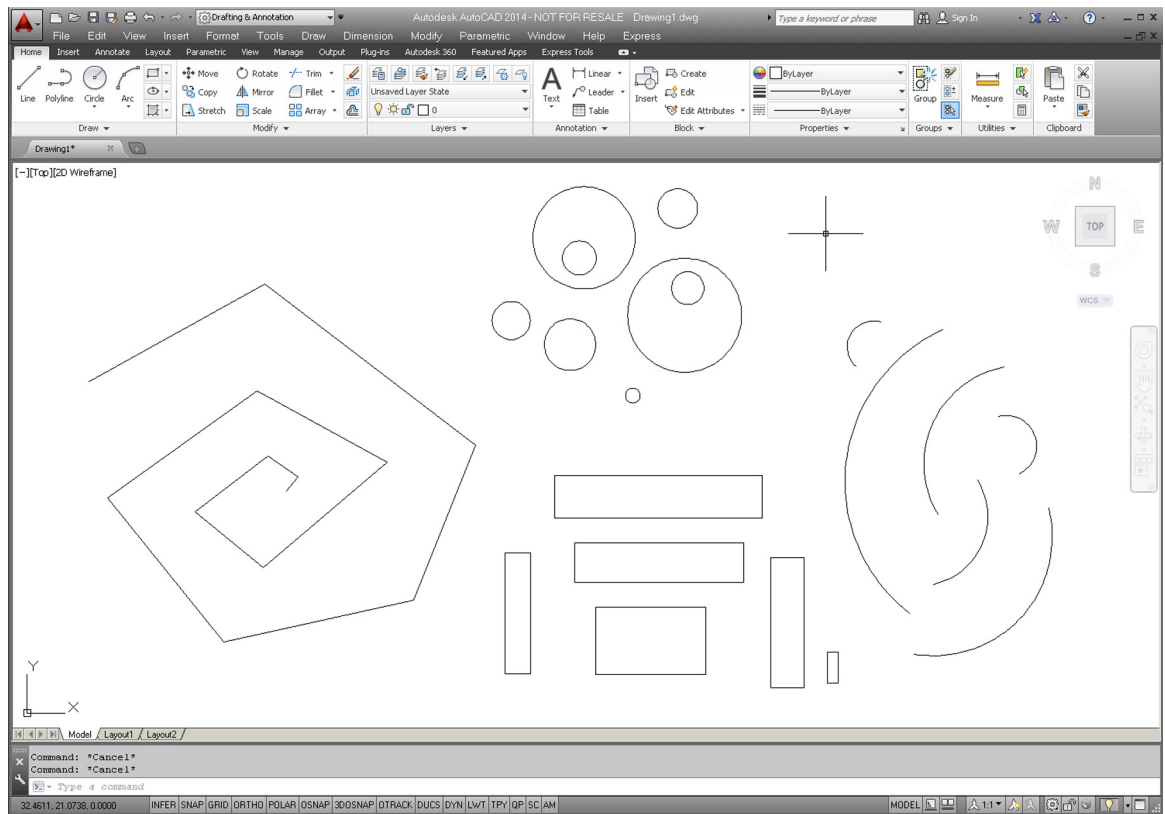 Drafting & Annotation
Autodesk AutoCAD 2014 - NOT FOR RESALE Drawing1.dwg
Type a keyword or phrase
Sign In
File Edit View Insert Format Tools Draw Dimension Modify Parametric Window Help Express
Home Insert Annotate Layout Parametric View Manage Output Plug-ins Autodesk 360 Featured Apps Express Tools
Line Polyline Circle Arc
Move Rotate Trim
Copy Mirror Fillet
Stretch Scale Array
Unsaved Layer State
0
Text
Linear
Leader
Table
Insert
Create
Edit
Edit Attributes
ByLayer
ByLayer
ByLayer
Group
Measure
Paste
Draw Modify Layers Annotation Block Properties Groups Utilities Clipboard
Drawing1*
[-][Top][2D Wireframe]
N
W TOP E
S
WCS
Y
X
Model Layout1 Layout2
Command: *Cancel*
Command: *Cancel*
Type a command
32.4611, 21.0738, 0.0000 INFER SNAP GRID ORTHO POLAR OSNAP 3DOSNAP OTRACK DUCS DYN LWT TPY QP SC AM MODEL 1:1